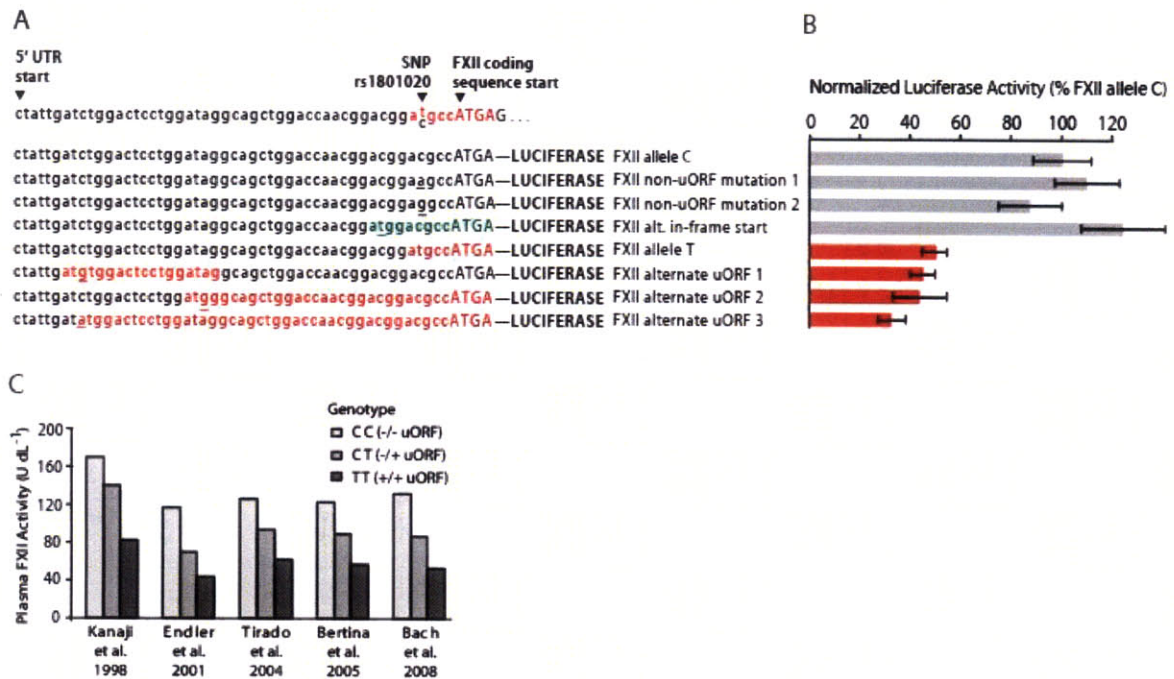 A
5' UTR
start
SNP
rs1801020
FXII coding
sequence start
ctattgatctggactcctggataggcagctggaccaacggacggatgccATGAG...
c
ctattgatctggactcctggataggcagctggaccaacggacggacgccATGA—LUCIFERASE FXII allele C
ctattgatctggactcctggataggcagctggaccaacggacggaagccATGA—LUCIFERASE FXII non-uORF mutation 1
ctattgatctggactcctggataggcagctggaccaacggacggaggccATGA—LUCIFERASE FXII non-uORF mutation 2
ctattgatctggactcctggataggcagctggaccaacggatggacgccATGA—LUCIFERASE FXII alt. in-frame start
ctattgatctggactcctggataggcagctggaccaacggacggatgccATGA—LUCIFERASE FXII allele T
ctattgatgtggactcctggataggcagctggaccaacggacggacgccATGA—LUCIFERASE FXII alternate uORF 1
ctattgatctggactcctggatgggcagctggaccaacggacggacgccATGA—LUCIFERASE FXII alternate uORF 2
ctattgatatggactcctggataggcagctggaccaacggacggacgccATGA—LUCIFERASE FXII alternate uORF 3
B
Normalized Luciferase Activity (% FXII allele C)
0 20 40 60 80 100 120
C
Plasma FXII Activity (U dL⁻¹)
200
160
120
80
40
0
Genotype
CC (-/- uORF)
CT (-/+ uORF)
TT (+/+ uORF)
Kanaji et al. 1998
Endler et al. 2001
Tirado et al. 2004
Bertina et al. 2005
Bach et al. 2008